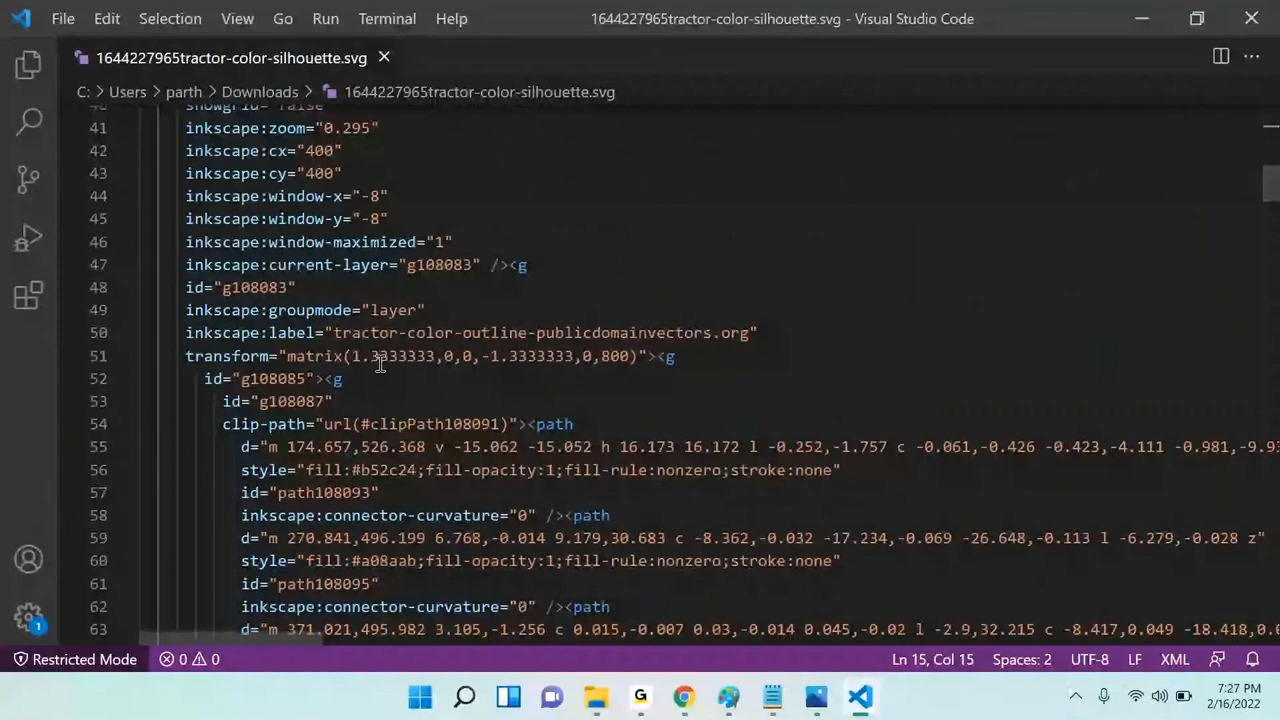 File Edit Selection View Go Run Terminal Help 1644227965tractor-color-silhouette.svg - Visual Studio Code
1644227965tractor-color-silhouette.svg
C: > Users > parth > Downloads > 1644227965tractor-color-silhouette.svg
40 showgrid="false"
41 inkscape:zoom="0.295"
42 inkscape:cx="400"
43 inkscape:cy="400"
44 inkscape:window-x="-8"
45 inkscape:window-y="-8"
46 inkscape:window-maximized="1"
47 inkscape:current-layer="g108083" /><g
48 id="g108083"
49 inkscape:groupmode="layer"
50 inkscape:label="tractor-color-outline-publicdomainvectors.org"
51 transform="matrix(1.3333333,0,0,-1.3333333,0,800)"><g
52 id="g108085"><g
53 id="g108087"
54 clip-path="url(#clipPath108091)"><path
55 d="m 174.657,526.368 v -15.062 -15.052 h 16.173 16.172 l -0.252,-1.757 c -0.061,-0.426 -0.423,-4.111 -0.981,-9.9
56 style="fill:#b52c24;fill-opacity:1;fill-rule:nonzero;stroke:none"
57 id="path108093"
58 inkscape:connector-curvature="0" /><path
59 d="m 270.841,496.199 6.768,-0.014 9.179,30.683 c -8.362,-0.032 -17.234,-0.069 -26.648,-0.113 l -6.279,-0.028 z"
60 style="fill:#a08aab;fill-opacity:1;fill-rule:nonzero;stroke:none"
61 id="path108095"
62 inkscape:connector-curvature="0" /><path
63 d="m 371.021,495.982 3.105,-1.256 c 0.015,-0.007 0.03,-0.014 0.045,-0.02 l -2.9,32.215 c -8.417,0.049 -18.418,0.
Restricted Mode 0 0 Ln 15, Col 15 Spaces: 2 UTF-8 LF XML
1
G
7:27 PM
2/16/2022